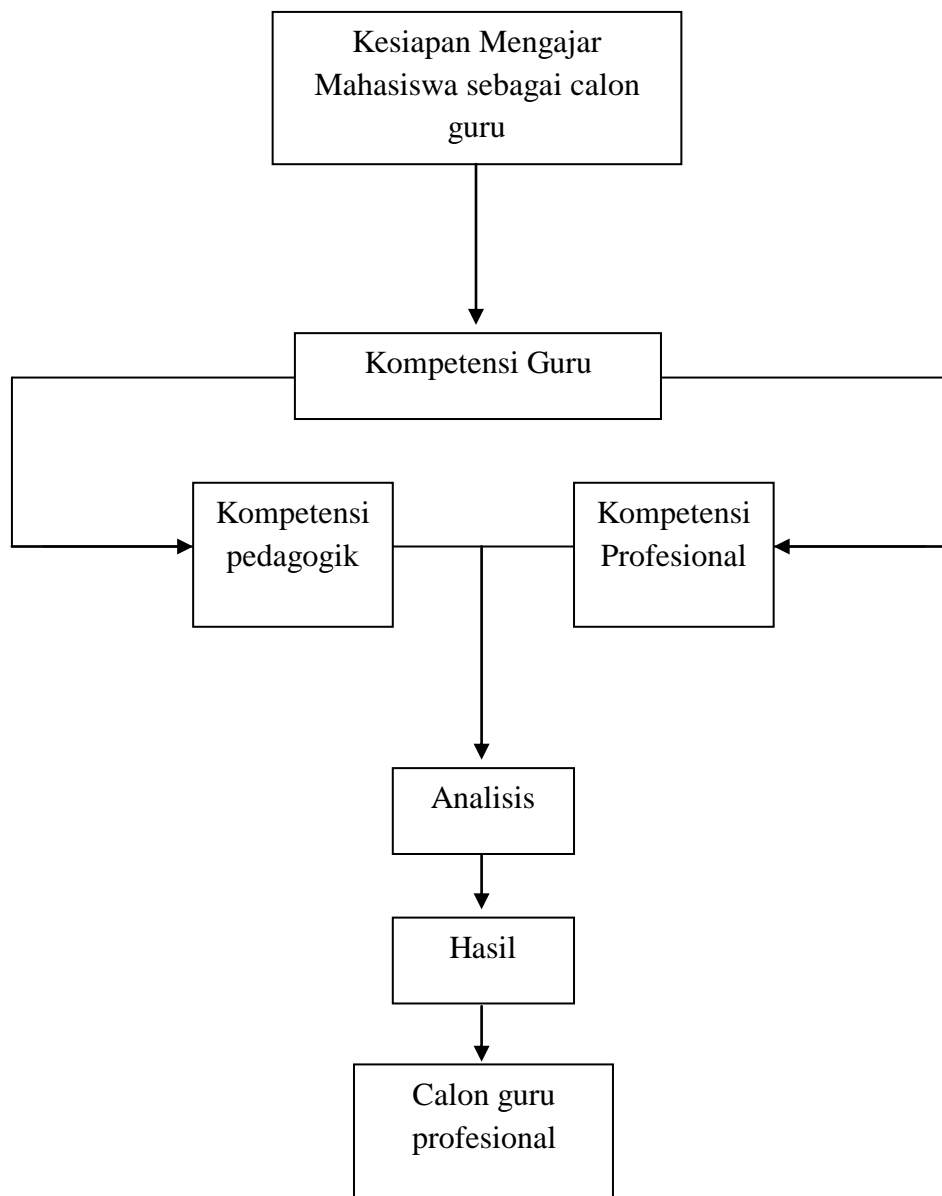 Kesiapan Mengajar
Mahasiswa sebagai calon
guru
Kompetensi Guru
Kompetensi
pedagogik
Kompetensi
Profesional
Analisis
Hasil
Calon guru
profesional